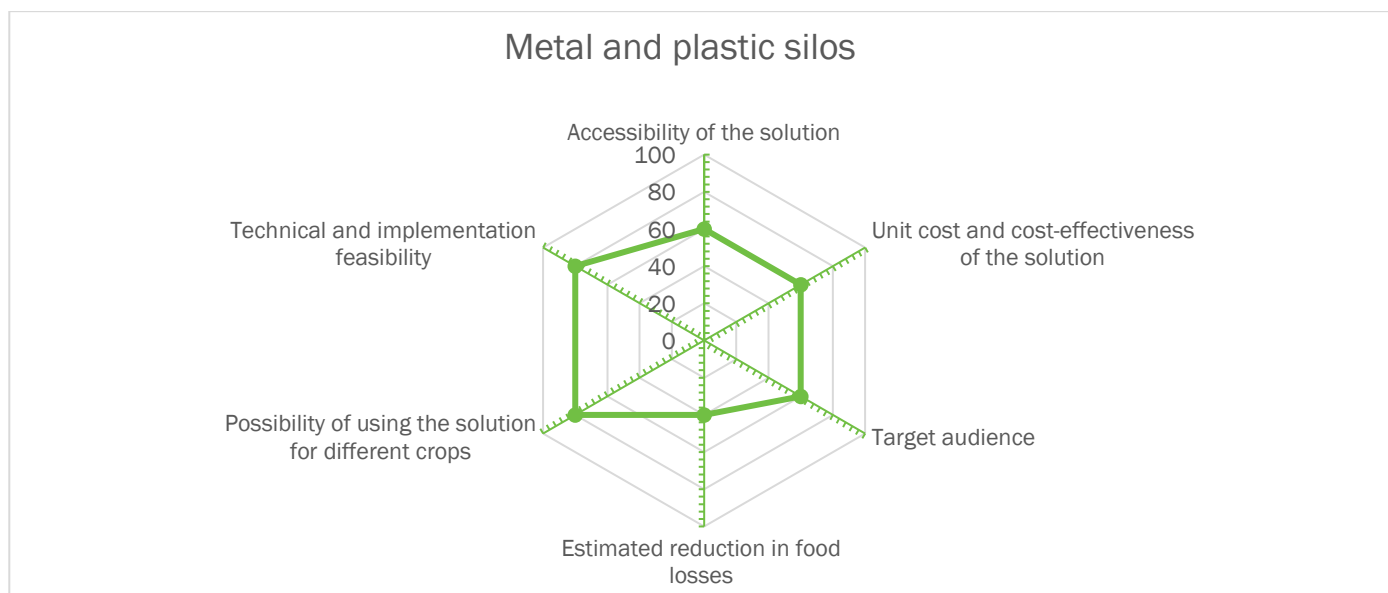 Metal and plastic silos
Accessibility of the solution
100
80
60
40
20
0
Unit cost and cost-effectiveness
of the solution
Target audience
Estimated reduction in food
losses
Possibility of using the solution
for different crops
Technical and implementation
feasibility